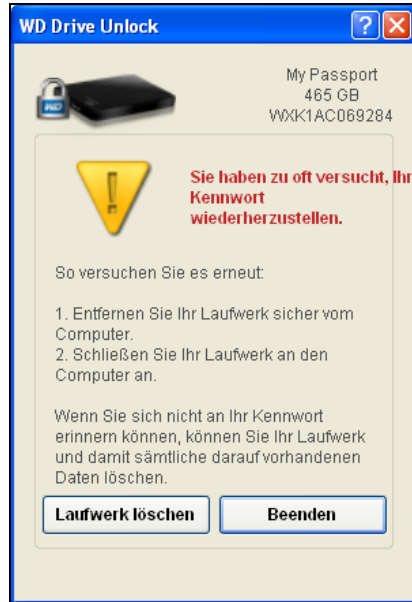 WD Drive Unlock
My Passport
465 GB
WXK1AC069284
WD
Sie haben zu oft versucht, Ihr
Kennwort
wiederherzustellen.
So versuchen Sie es erneut:
1. Entfernen Sie Ihr Laufwerk sicher vom
Computer.
2. Schließen Sie Ihr Laufwerk an den
Computer an.
Wenn Sie sich nicht an Ihr Kennwort
erinnern können, können Sie Ihr Laufwerk
und damit sämtliche darauf vorhandenen
Daten löschen.
Laufwerk löschen Beenden